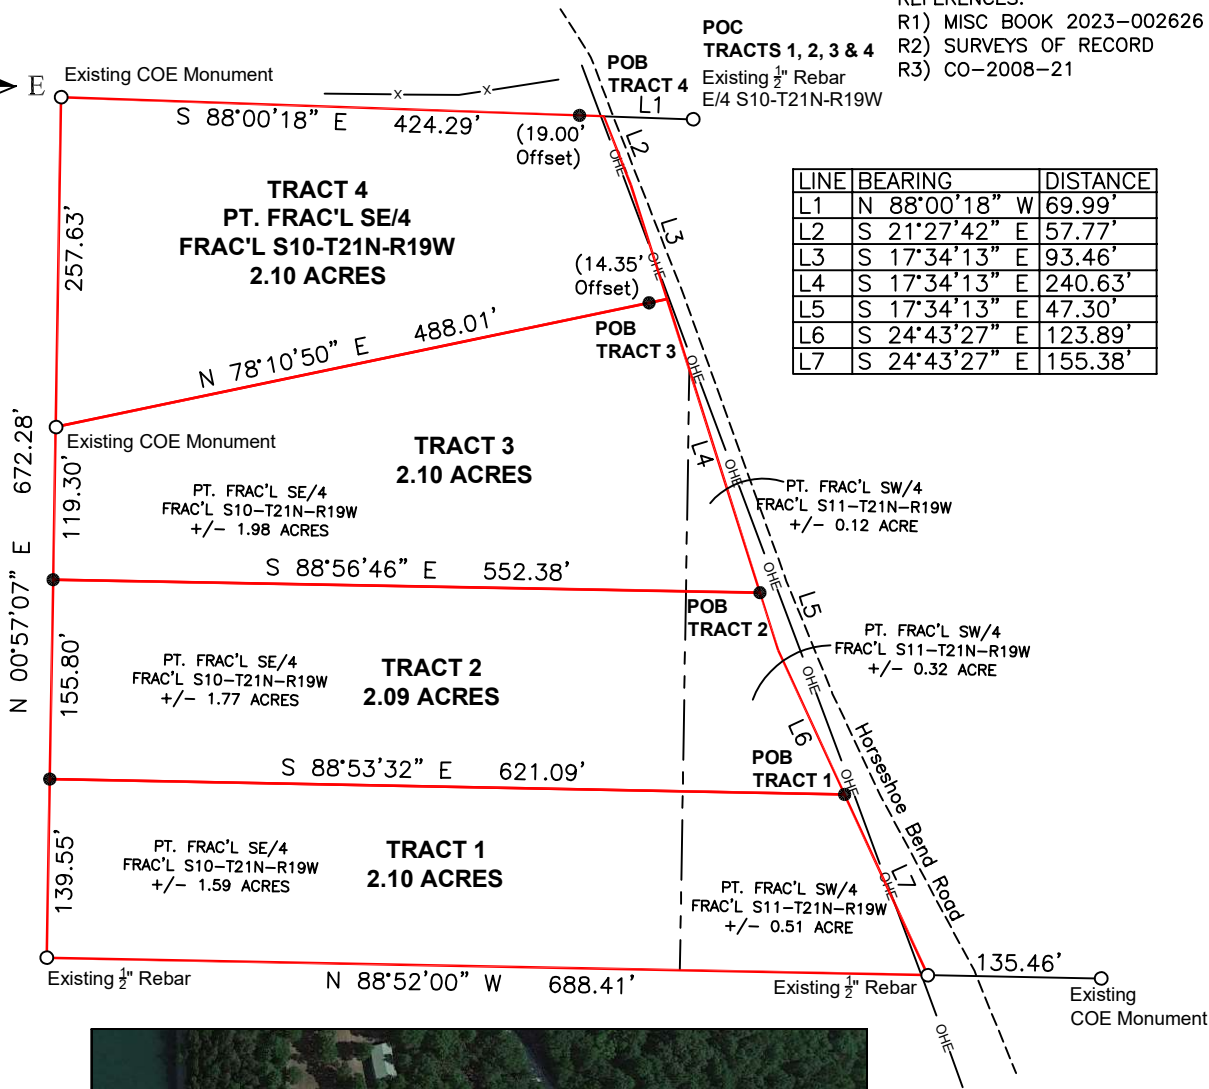 REFERENCES:
R1) MISC BOOK 2023-002626
R2) SURVEYS OF RECORD
R3) CO-2008-21
POC
TRACTS 1, 2, 3 & 4
Existing ½" Rebar
E/4 S10-T21N-R19W
POB
TRACT 4
L1
E
Existing COE Monument
S 88°00'18" E 424.29'
(19.00'
Offset)
OHE
L2
LINE BEARING DISTANCE
L1 N 88°00'18" W 69.99'
L2 S 21°27'42" E 57.77'
L3 S 17°34'13" E 93.46'
L4 S 17°34'13" E 240.63'
L5 S 17°34'13" E 47.30'
L6 S 24°43'27" E 123.89'
L7 S 24°43'27" E 155.38'
TRACT 4
PT. FRAC'L SE/4
FRAC'L S10-T21N-R19W
2.10 ACRES
257.63'
L3
OHE
(14.35'
Offset)
POB
TRACT 3
N 78°10'50" E 488.01'
OHE
Existing COE Monument
N 00°57'07" E 672.28'
119.30'
TRACT 3
2.10 ACRES
PT. FRAC'L SE/4
FRAC'L S10-T21N-R19W
+/- 1.98 ACRES
L4
OHE
PT. FRAC'L SW/4
FRAC'L S11-T21N-R19W
+/- 0.12 ACRE
S 88°56'46" E 552.38'
OHE
POB
TRACT 2
L5
155.80'
PT. FRAC'L SE/4
FRAC'L S10-T21N-R19W
+/- 1.77 ACRES
TRACT 2
2.09 ACRES
PT. FRAC'L SW/4
FRAC'L S11-T21N-R19W
+/- 0.32 ACRE
OHE
L6
S 88°53'32" E 621.09'
POB
TRACT 1
OHE
Horseshoe Bend Road
139.55'
PT. FRAC'L SE/4
FRAC'L S10-T21N-R19W
+/- 1.59 ACRES
TRACT 1
2.10 ACRES
PT. FRAC'L SW/4
FRAC'L S11-T21N-R19W
+/- 0.51 ACRE
OHE
L7
Existing ½" Rebar
N 88°52'00" W 688.41'
Existing ½" Rebar
135.46'
Existing
COE Monument
OHE